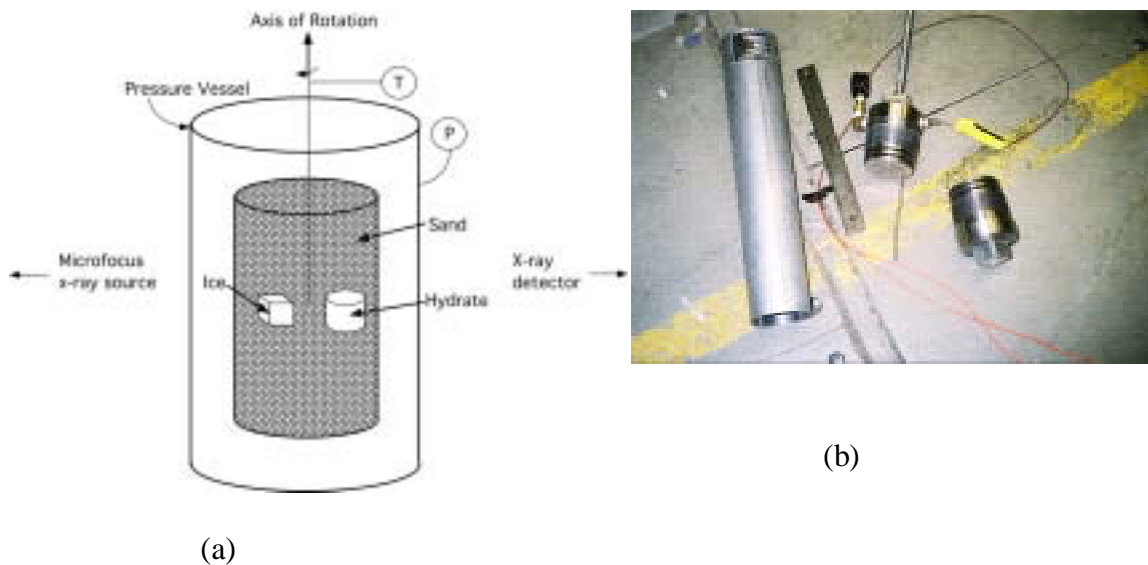 Axis of Rotation
T
Pressure Vessel
P
Sand
Microfocus
x-ray source
Ice
Hydrate
X-ray
detector
(b)
(a)